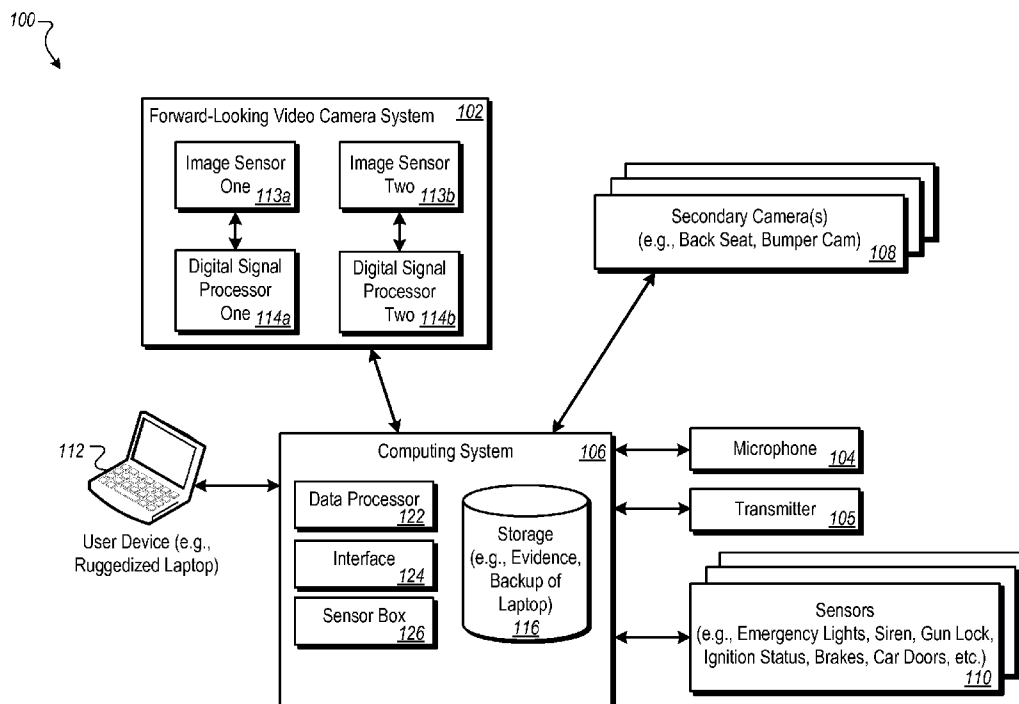 100
Forward-Looking Video Camera System 102
Image Sensor
One 113a
Image Sensor
Two 113b
Digital Signal
Processor
One 114a
Digital Signal
Processor
Two 114b
Secondary Camera(s)
(e.g., Back Seat, Bumper Cam)
108
112
User Device (e.g.,
Ruggedized Laptop)
Computing System 106
Data Processor
122
Interface
124
Sensor Box
126
Storage
(e.g., Evidence,
Backup of
Laptop)
116
Microphone
104
Transmitter
105
Sensors
(e.g., Emergency Lights, Siren, Gun Lock,
Ignition Status, Brakes, Car Doors, etc.)
110